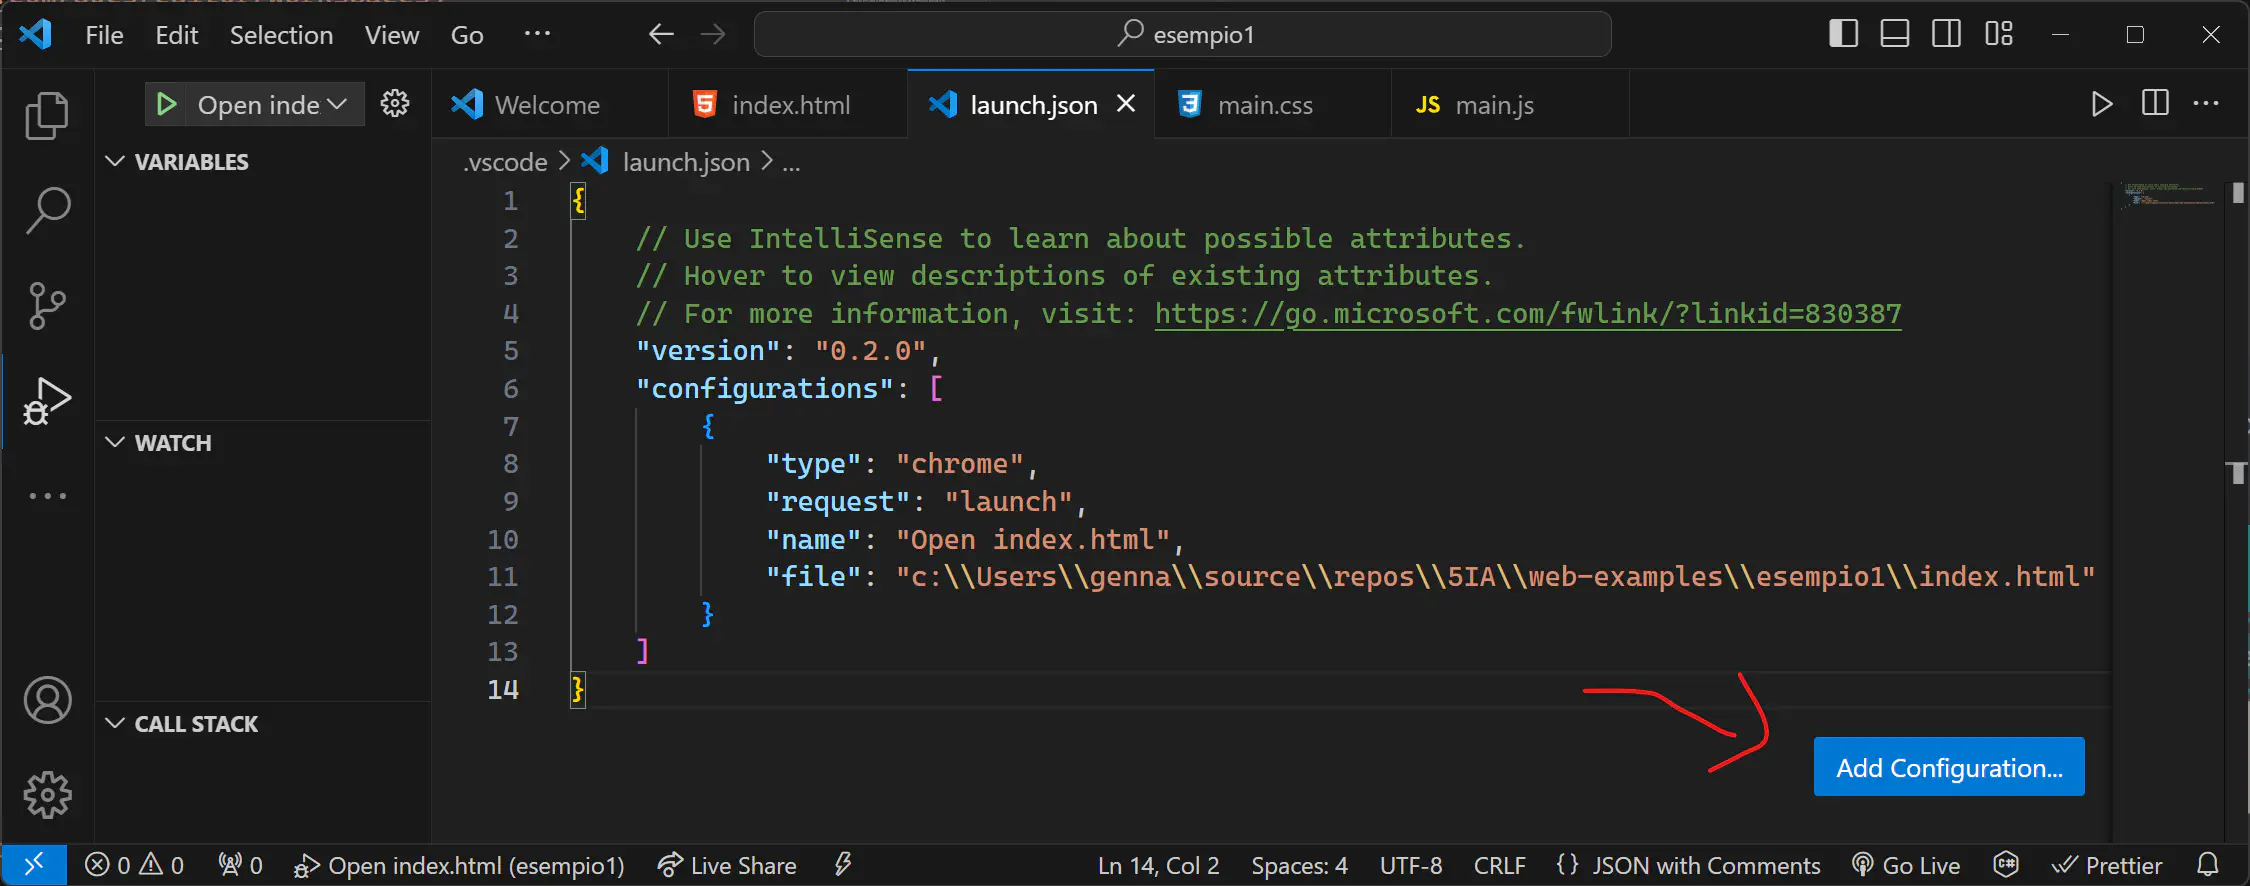 File Edit Selection View Go ··· esempio1
Open inde
Welcome index.html launch.json main.css JS main.js
VARIABLES
.vscode > launch.json > ...
1 {
2 // Use IntelliSense to learn about possible attributes.
3 // Hover to view descriptions of existing attributes.
4 // For more information, visit: https://go.microsoft.com/fwlink/?linkid=830387
5 "version": "0.2.0",
6 "configurations": [
7 {
8 "type": "chrome",
9 "request": "launch",
10 "name": "Open index.html",
11 "file": "c:\\Users\\genna\\source\\repos\\5IA\\web-examples\\esempio1\\index.html"
12 }
13 ]
14 }
WATCH
CALL STACK
Add Configuration...
0 0 0 Open index.html (esempio1) Live Share Ln 14, Col 2 Spaces: 4 UTF-8 CRLF {} JSON with Comments Go Live Prettier